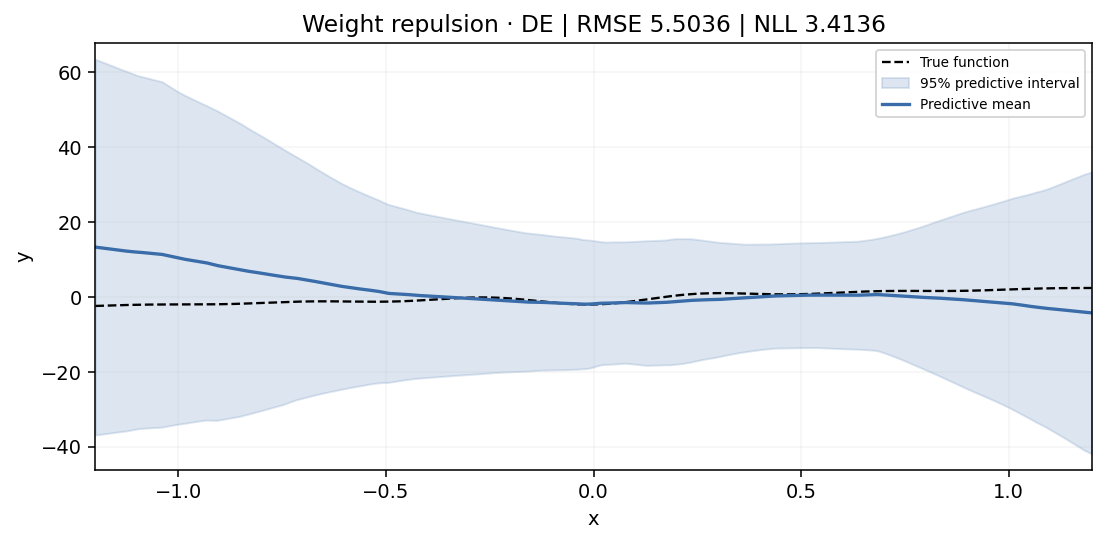 Weight repulsion · DE | RMSE 5.5036 | NLL 3.4136
True function
95% predictive interval
Predictive mean
y
60
40
20
0
−20
−40
−1.0
−0.5
0.0
0.5
1.0
x